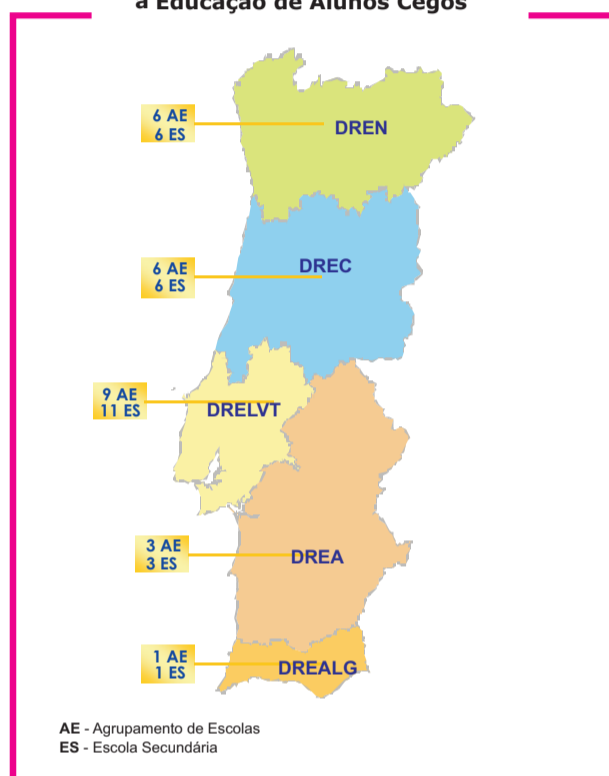 a Educação de Alunos Cegos
6 AE
6 ES
DREN
6 AE
6 ES
DREC
9 AE
11 ES
DRELVT
3 AE
3 ES
DREA
1 AE
1 ES
DREALG
AE - Agrupamento de Escolas
ES - Escola Secundária